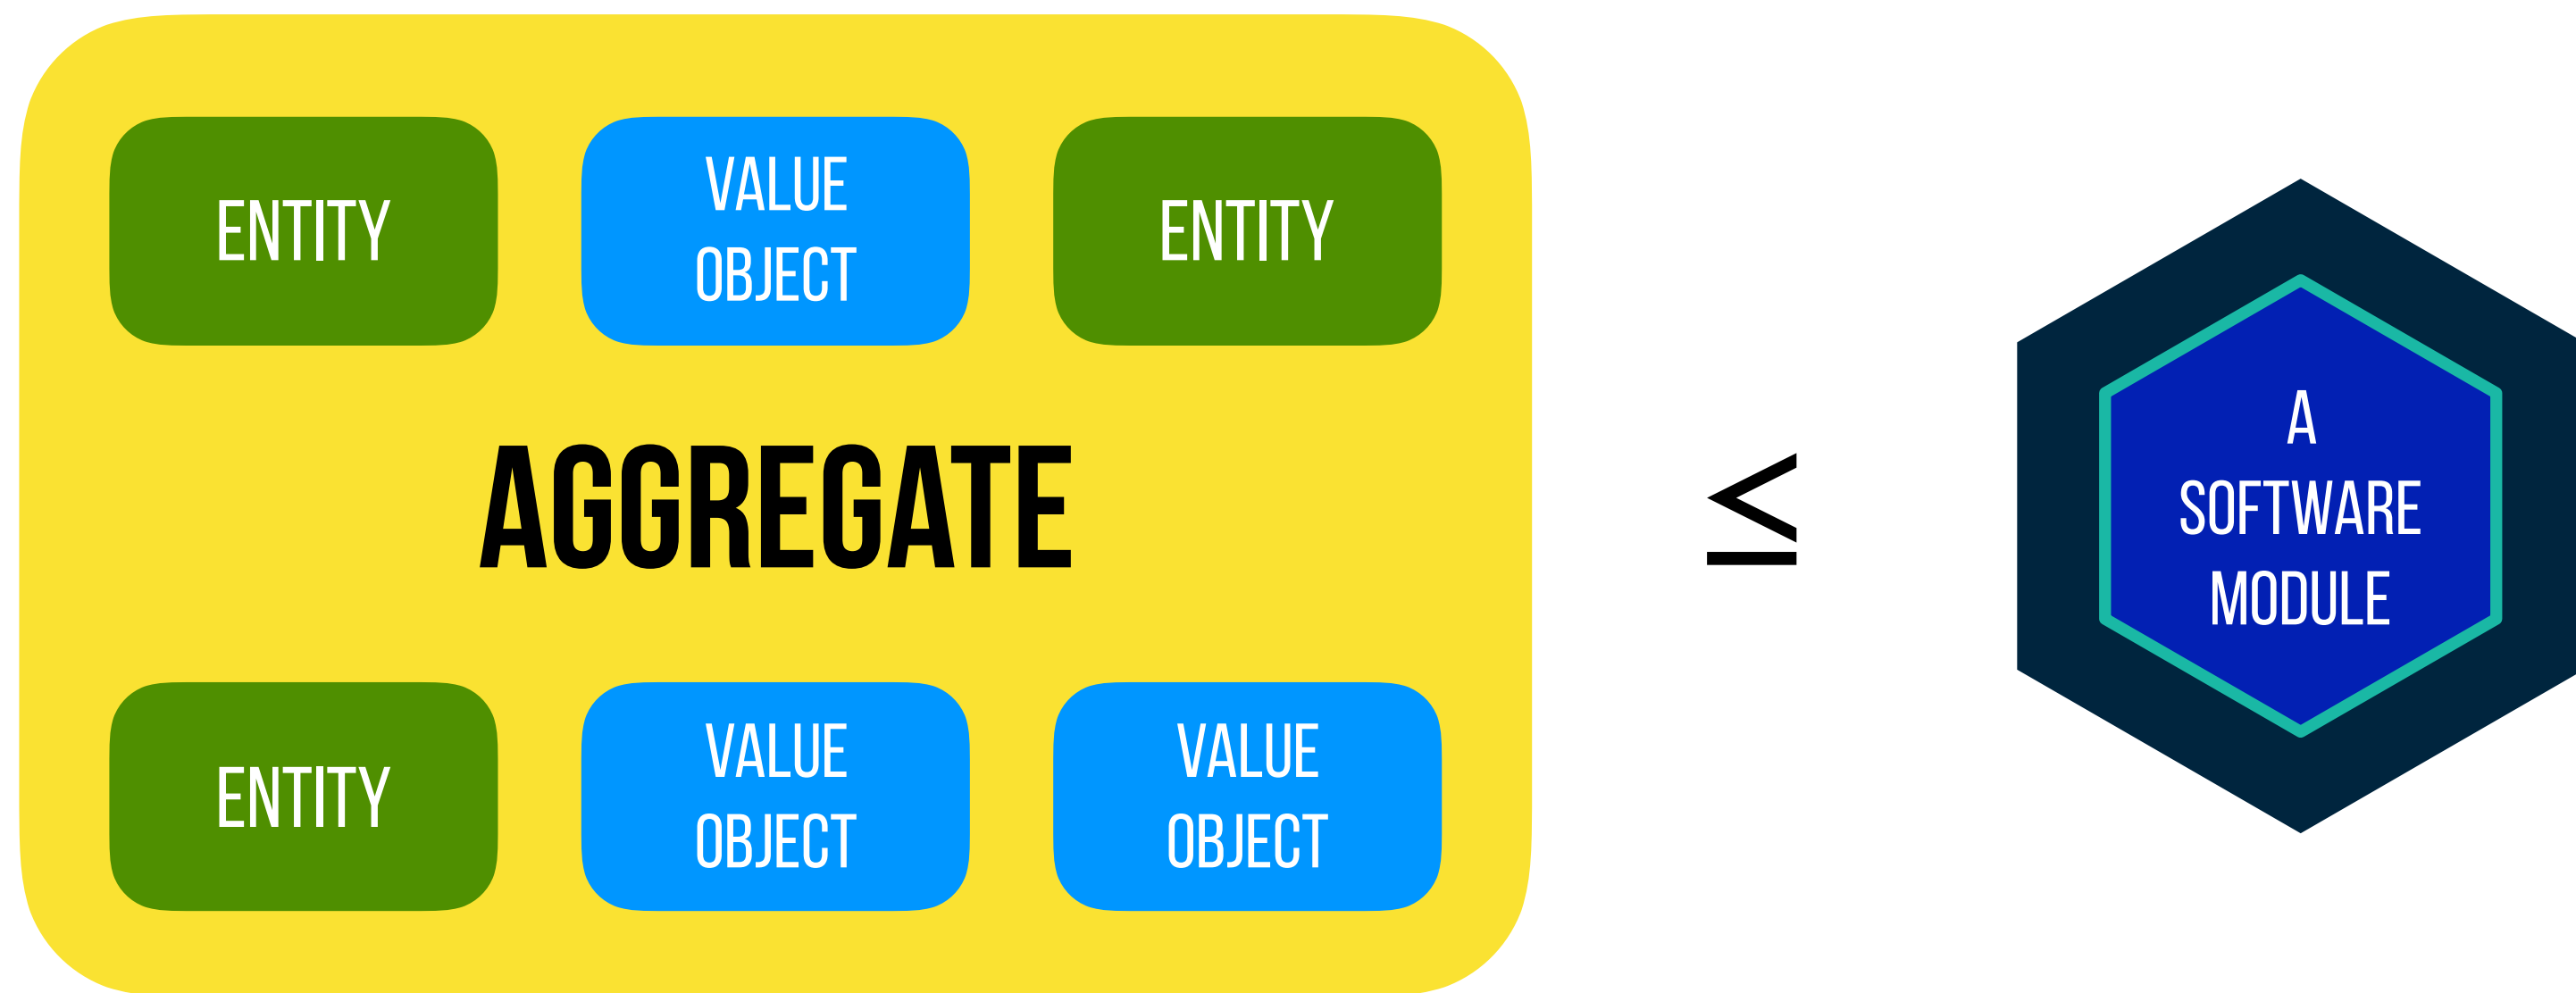 ENTITY
VALUE
OBJECT
ENTITY
AGGREGATE
ENTITY
VALUE
OBJECT
VALUE
OBJECT
≤
A
SOFTWARE
MODULE